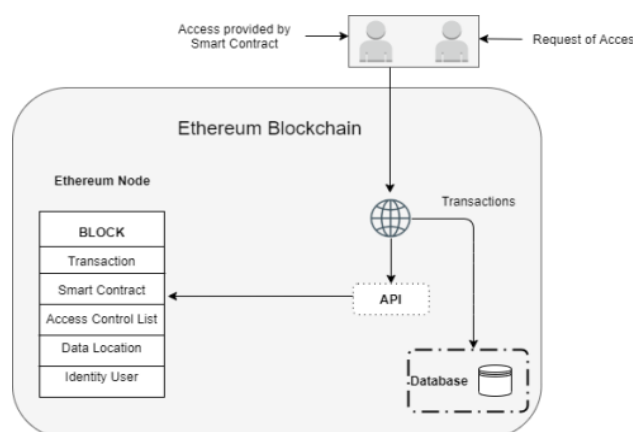 Access provided by
Smart Contract
Request of Acces
Ethereum Blockchain
Ethereum Node
Transactions
BLOCK
Transaction
Smart Contract
Access Control List
Data Location
Identity User
API
Database